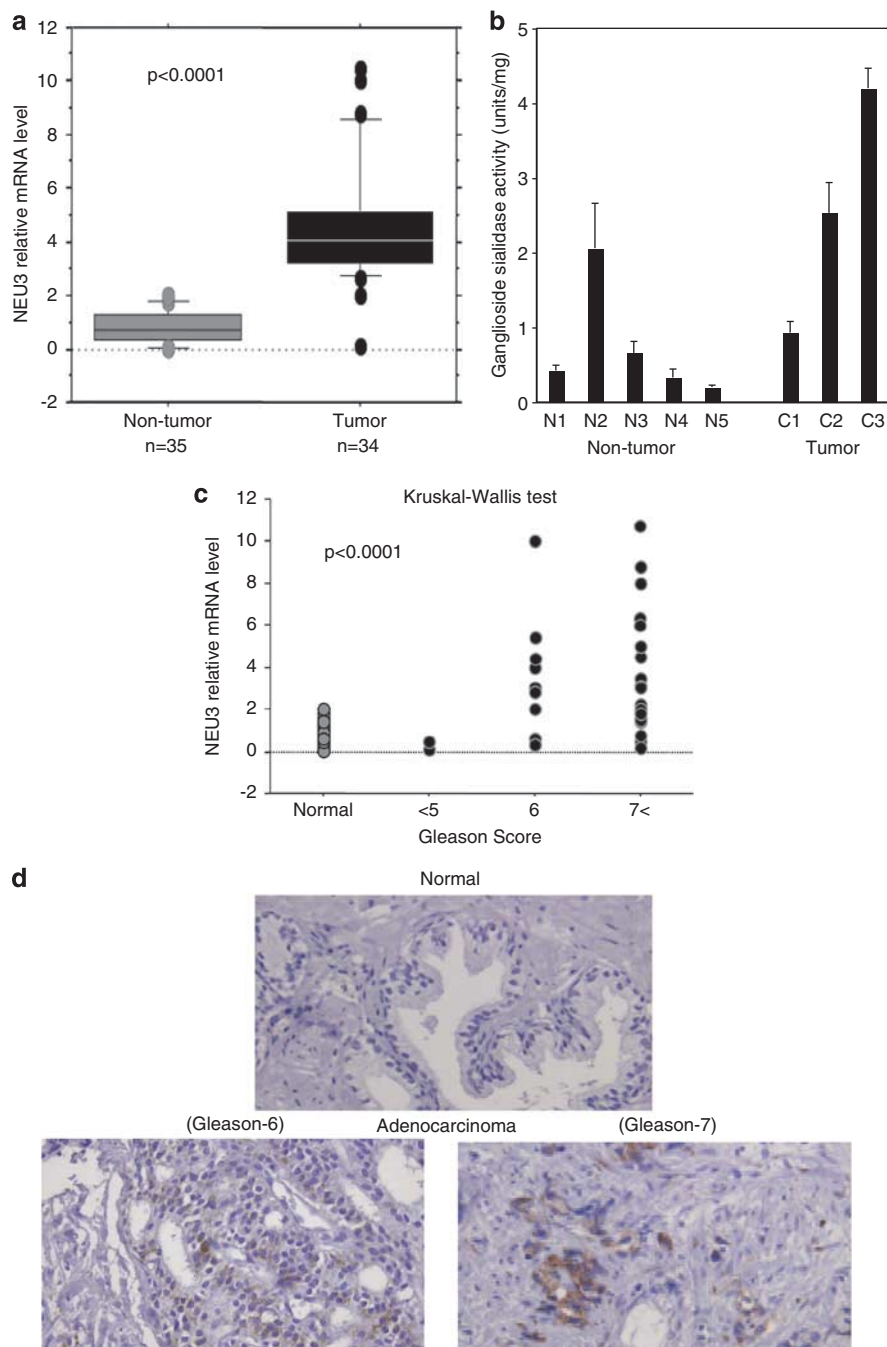 a
12
10
8
6
4
2
0
-2
NEU3 relative mRNA level
p<0.0001
Non-tumor
n=35
Tumor
n=34
b
5
4
3
2
1
0
Ganglioside sialidase activity (units/mg)
N1 N2 N3 N4 N5 C1 C2 C3
Non-tumor Tumor
c
Kruskal-Wallis test
12
10
8
6
4
2
0
-2
NEU3 relative mRNA level
p<0.0001
Normal <5 6 7<
Gleason Score
d
Normal
(Gleason-6) Adenocarcinoma (Gleason-7)